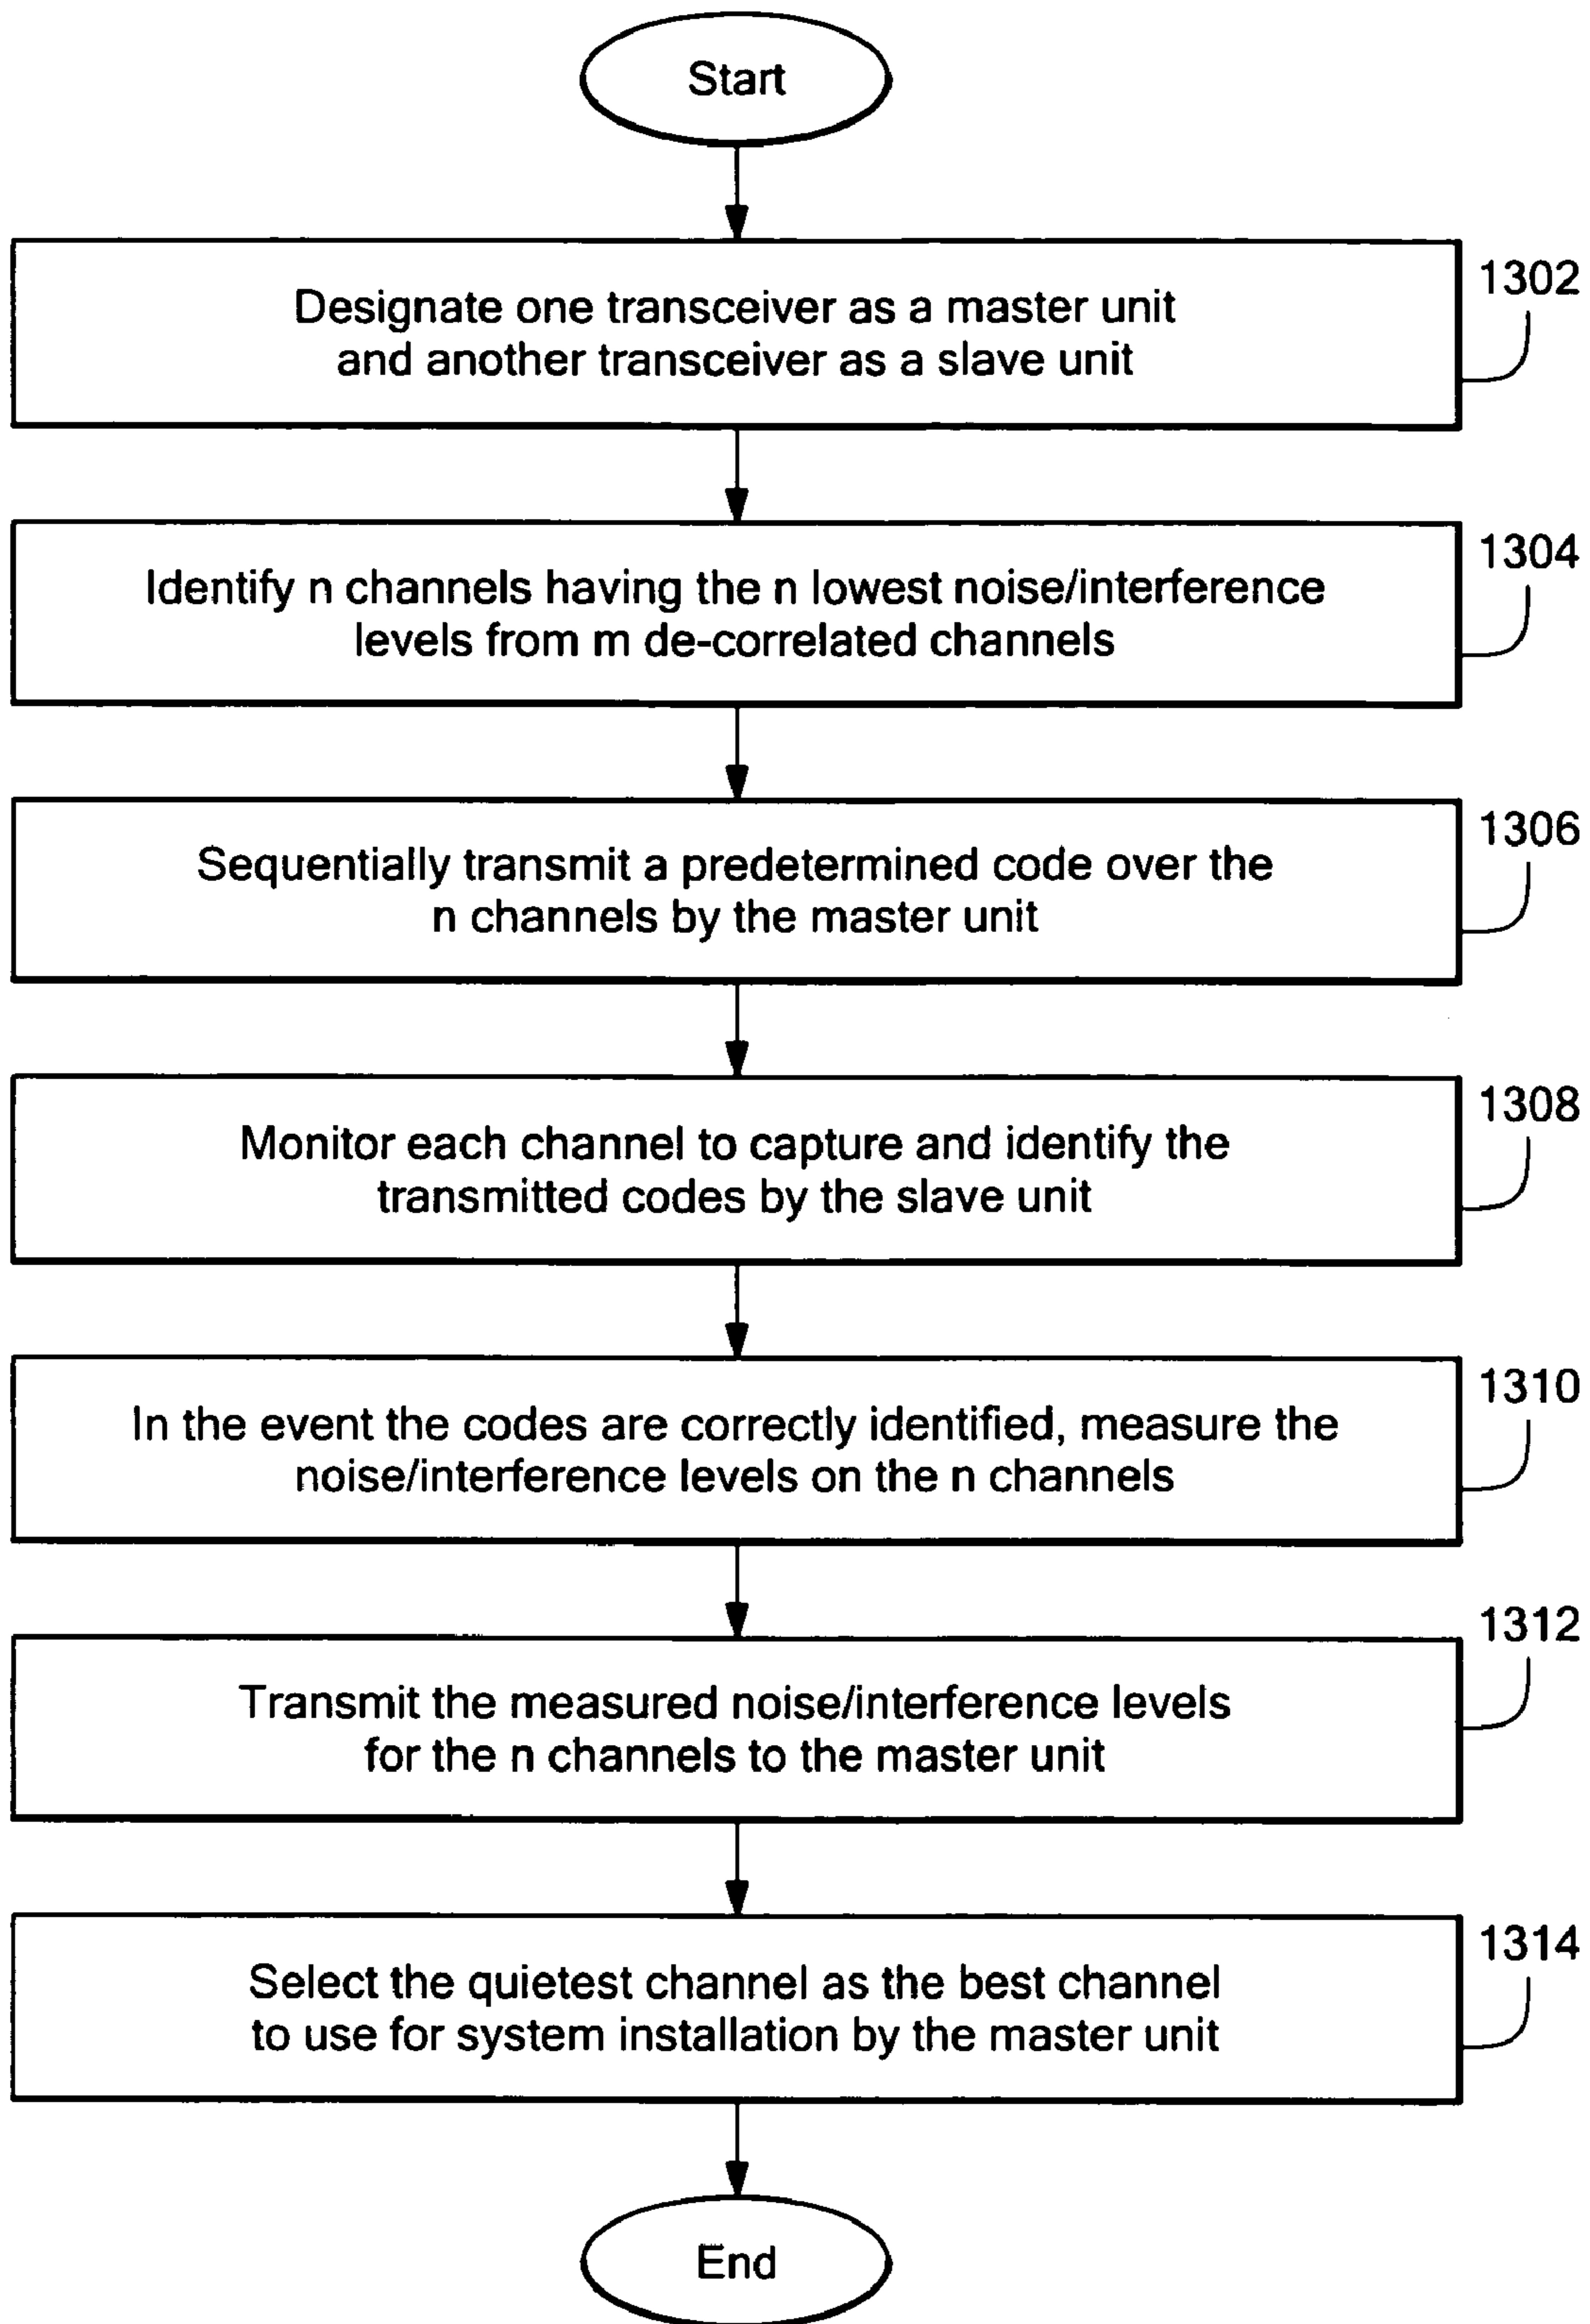 Start
1302
Designate one transceiver as a master unit
and another transceiver as a slave unit
1304
Identify n channels having the n lowest noise/interference
levels from m de-correlated channels
1306
Sequentially transmit a predetermined code over the
n channels by the master unit
1308
Monitor each channel to capture and identify the
transmitted codes by the slave unit
1310
In the event the codes are correctly identified, measure the
noise/interference levels on the n channels
1312
Transmit the measured noise/interference levels
for the n channels to the master unit
1314
Select the quietest channel as the best channel
to use for system installation by the master unit
End